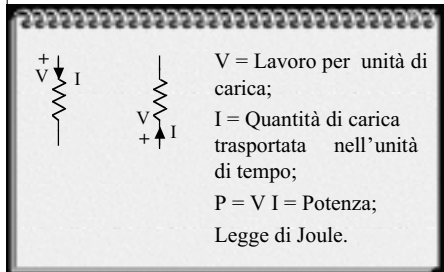 +
V I
V
+ I
V = Lavoro per unità di
carica;
I = Quantità di carica
trasportata nell'unità
di tempo;
P = V I = Potenza;
Legge di Joule.